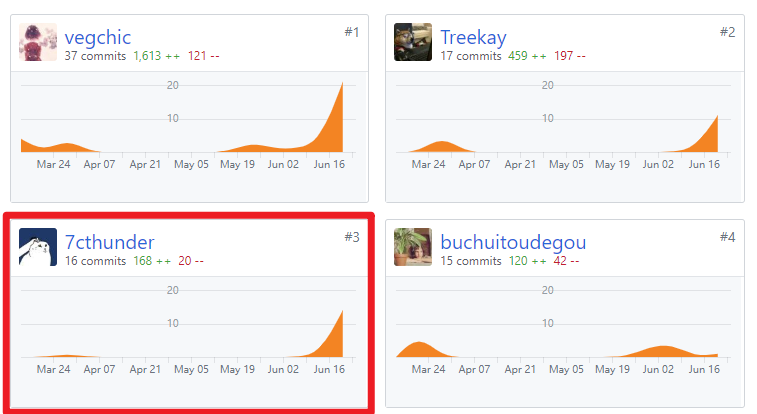 vegchic #1
37 commits 1,613 ++ 121 --
20
10
Mar 24 Apr 07 Apr 21 May 05 May 19 Jun 02 Jun 16
Treekay #2
17 commits 459 ++ 197 --
20
10
Mar 24 Apr 07 Apr 21 May 05 May 19 Jun 02 Jun 16
7cthunder #3
16 commits 168 ++ 20 --
20
10
Mar 24 Apr 07 Apr 21 May 05 May 19 Jun 02 Jun 16
buchuitoudegou #4
15 commits 120 ++ 42 --
20
10
Mar 24 Apr 07 Apr 21 May 05 May 19 Jun 02 Jun 16